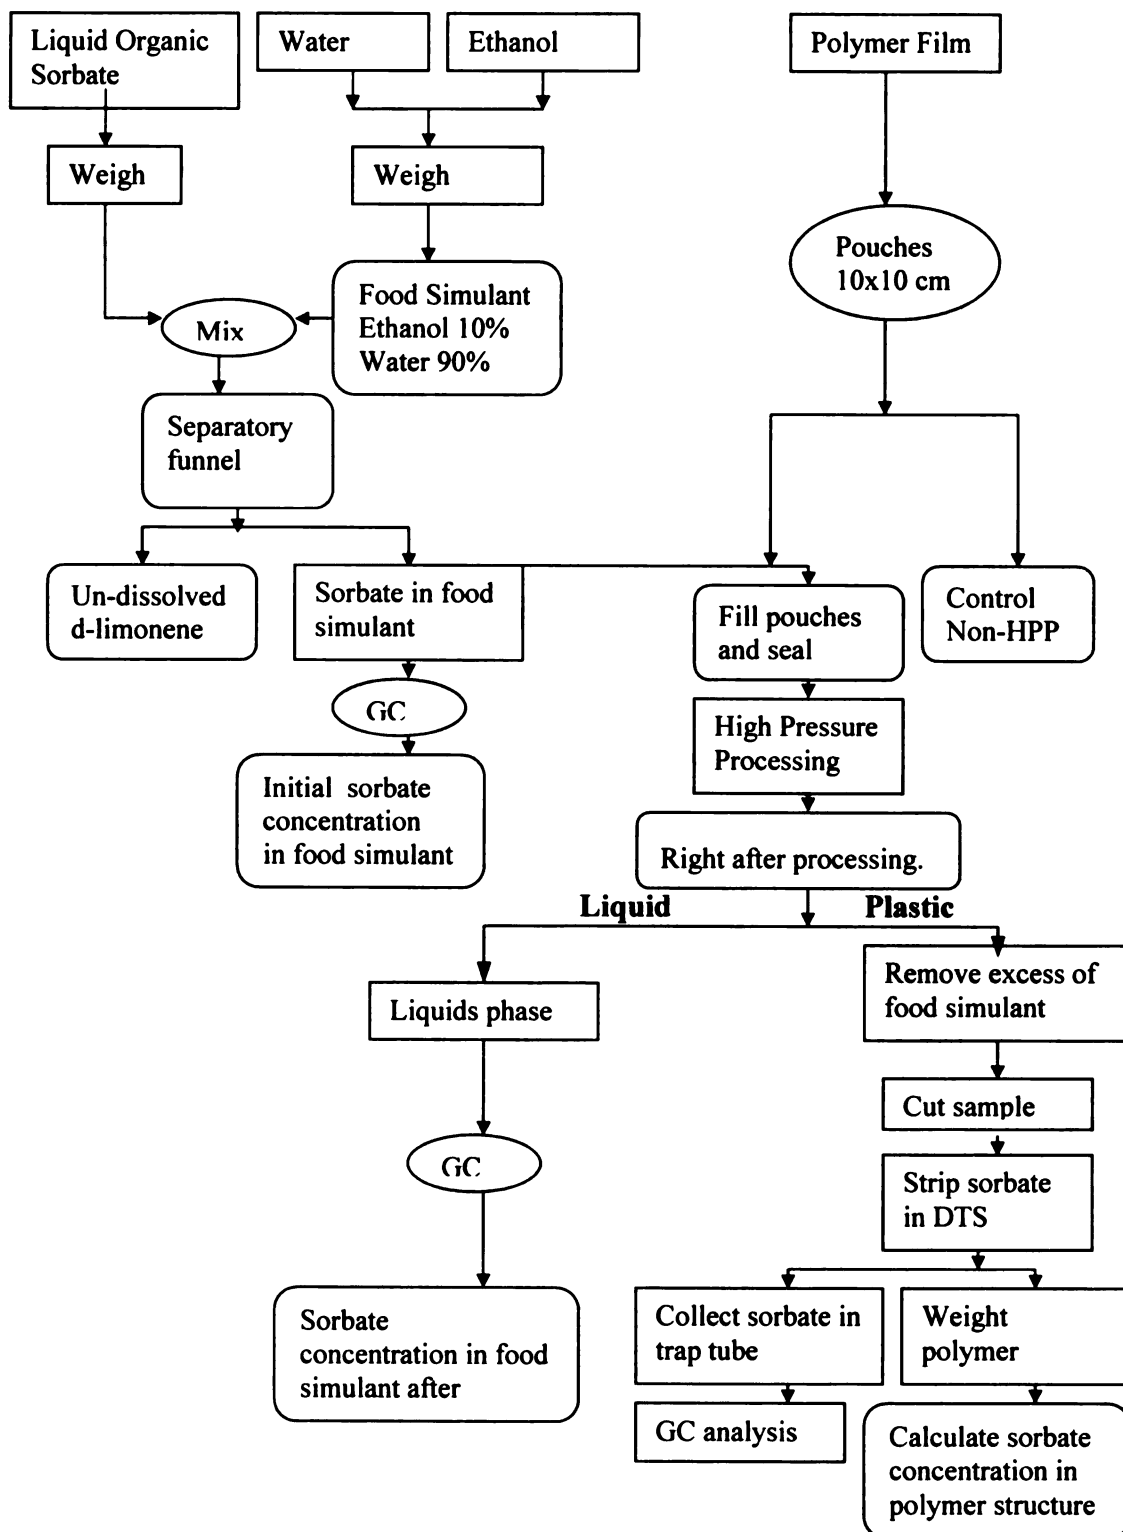 Liquid Organic
Sorbate
Water
Ethanol
Polymer Film
Weigh
Weigh
Pouches
10x10 cm
Food Simulant
Ethanol 10%
Water 90%
Mix
Separatory
funnel
Un-dissolved
d-limonene
Sorbate in food
simulant
Fill pouches
and seal
Control
Non-HPP
GC
High Pressure
Processing
Initial sorbate
concentration
in food simulant
Right after processing.
Liquid
Plastic
Liquids phase
Remove excess of
food simulant
Cut sample
GC
Strip sorbate
in DTS
Sorbate
concentration in food
simulant after
Collect sorbate in
trap tube
Weight
polymer
GC analysis
Calculate sorbate
concentration in
polymer structure